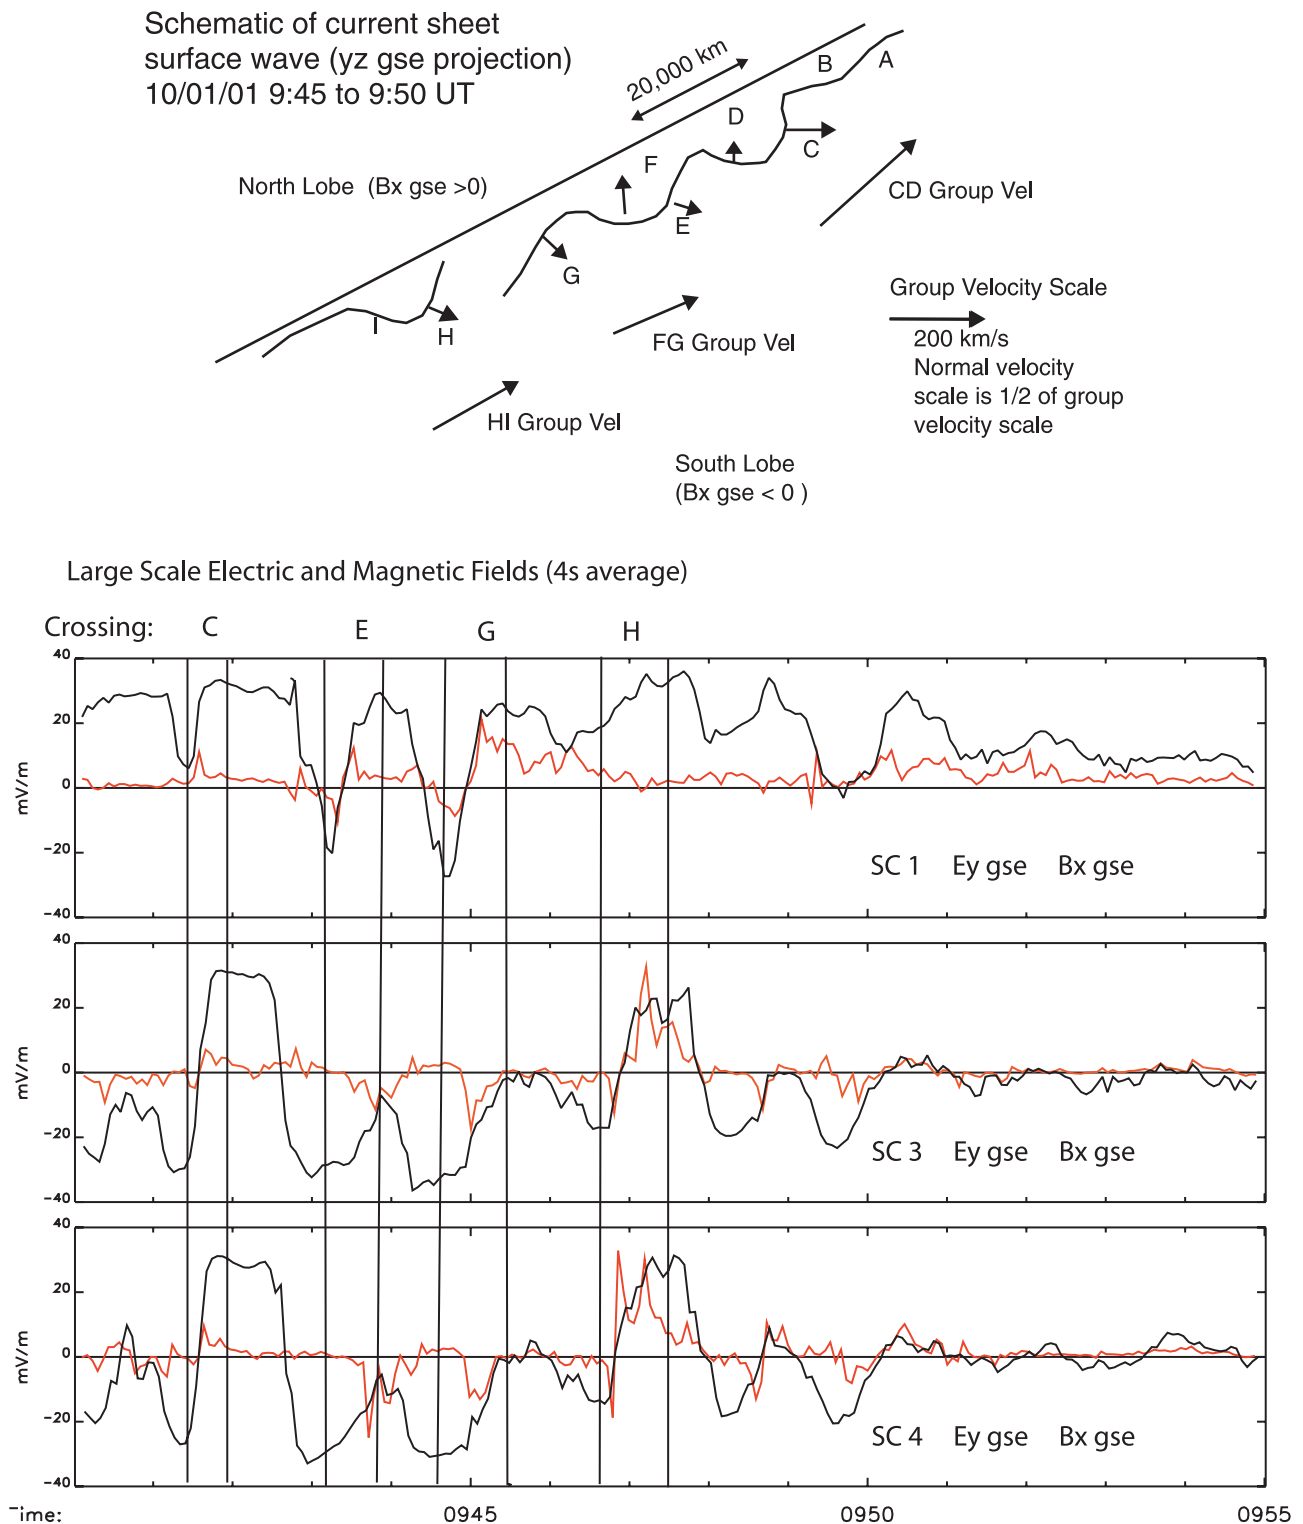 Schematic of current sheet
surface wave (yz gse projection)
10/01/01 9:45 to 9:50 UT
20,000 km
B
A
D
C
F
North Lobe (Bx gse >0)
CD Group Vel
E
G
Group Velocity Scale
200 km/s
Normal velocity
scale is 1/2 of group
velocity scale
I
H
FG Group Vel
HI Group Vel
South Lobe
(Bx gse < 0 )
Large Scale Electric and Magnetic Fields (4s average)
Crossing: C E G H
40
20
0
-20
-40
mV/m
SC 1 Ey gse Bx gse
40
20
0
-20
-40
mV/m
SC 3 Ey gse Bx gse
40
20
0
-20
-40
mV/m
SC 4 Ey gse Bx gse
ime: 0945 0950 0955